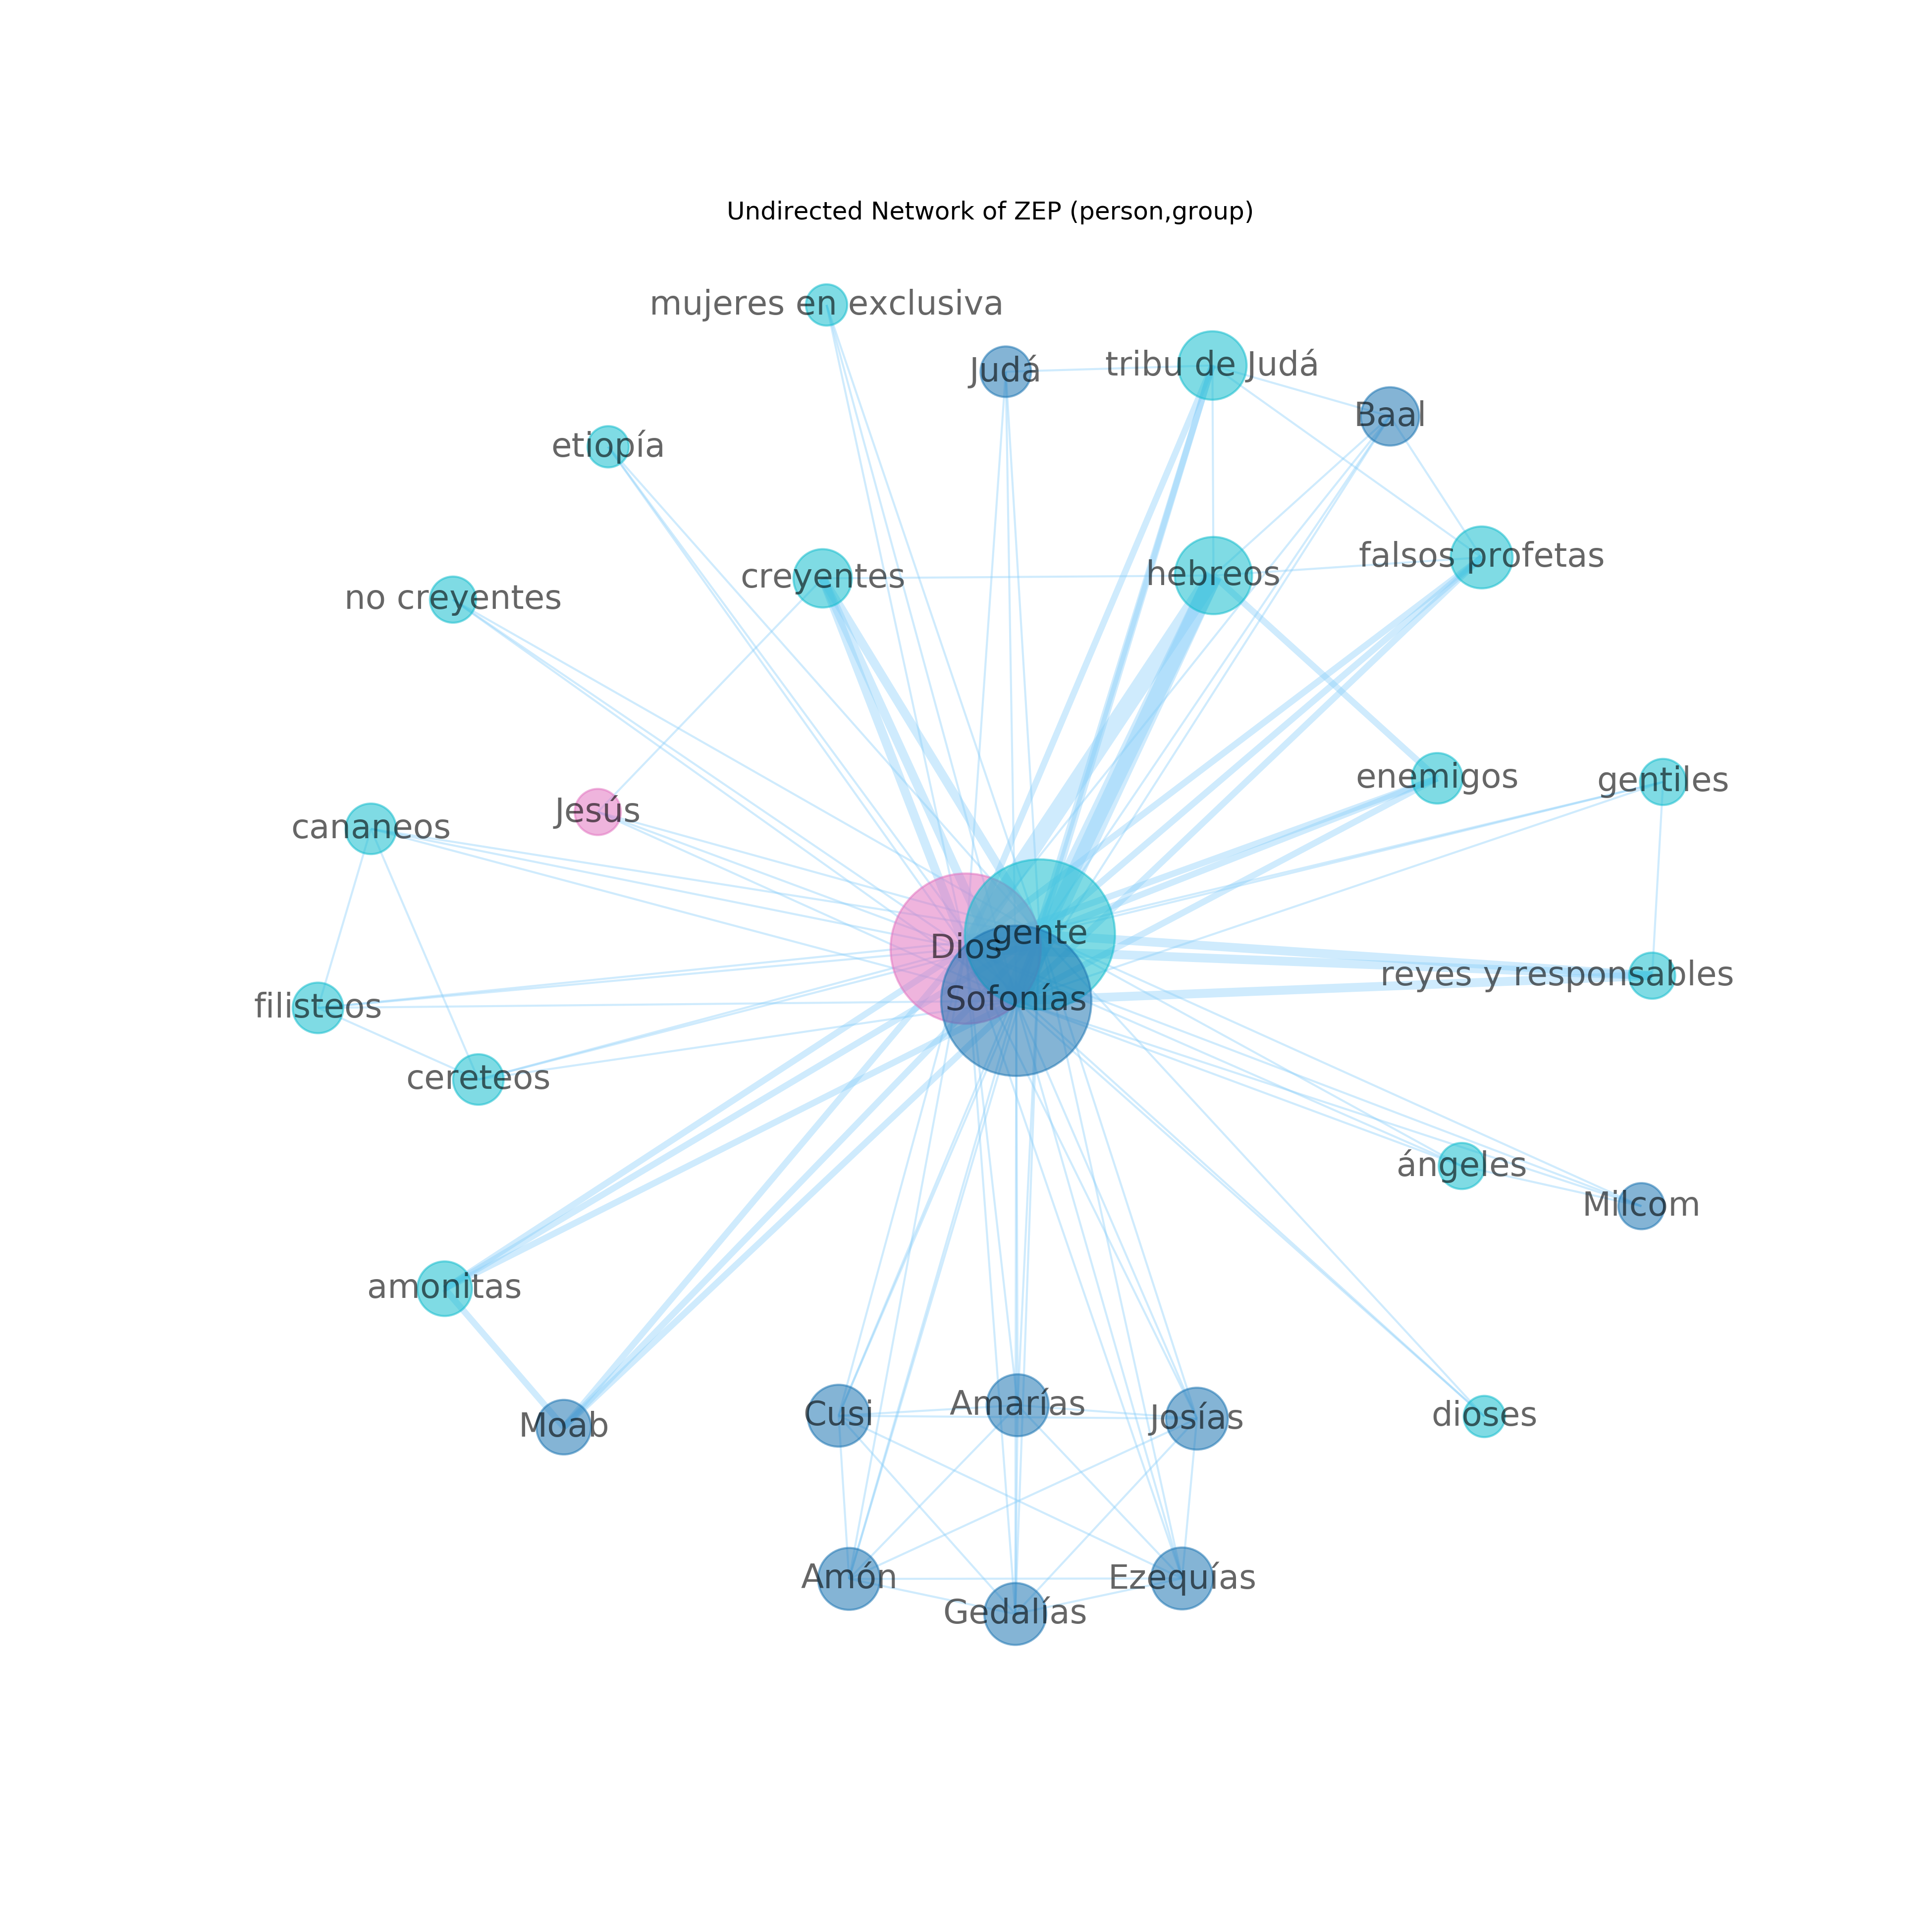 Undirected Network of ZEP (person,group)
mujeres en exclusiva
Judá
tribu de Judá
Baal
etiopía
creyentes
hebreos
falsos profetas
no creyentes
enemigos
gentiles
Jesús
cananeos
gente
Dios
reyes y responsables
Sofonías
filisteos
cereteos
ángeles
Milcom
amonitas
Moab
Cusi
Amarías
Josías
dioses
Amón
Ezequías
Gedalías